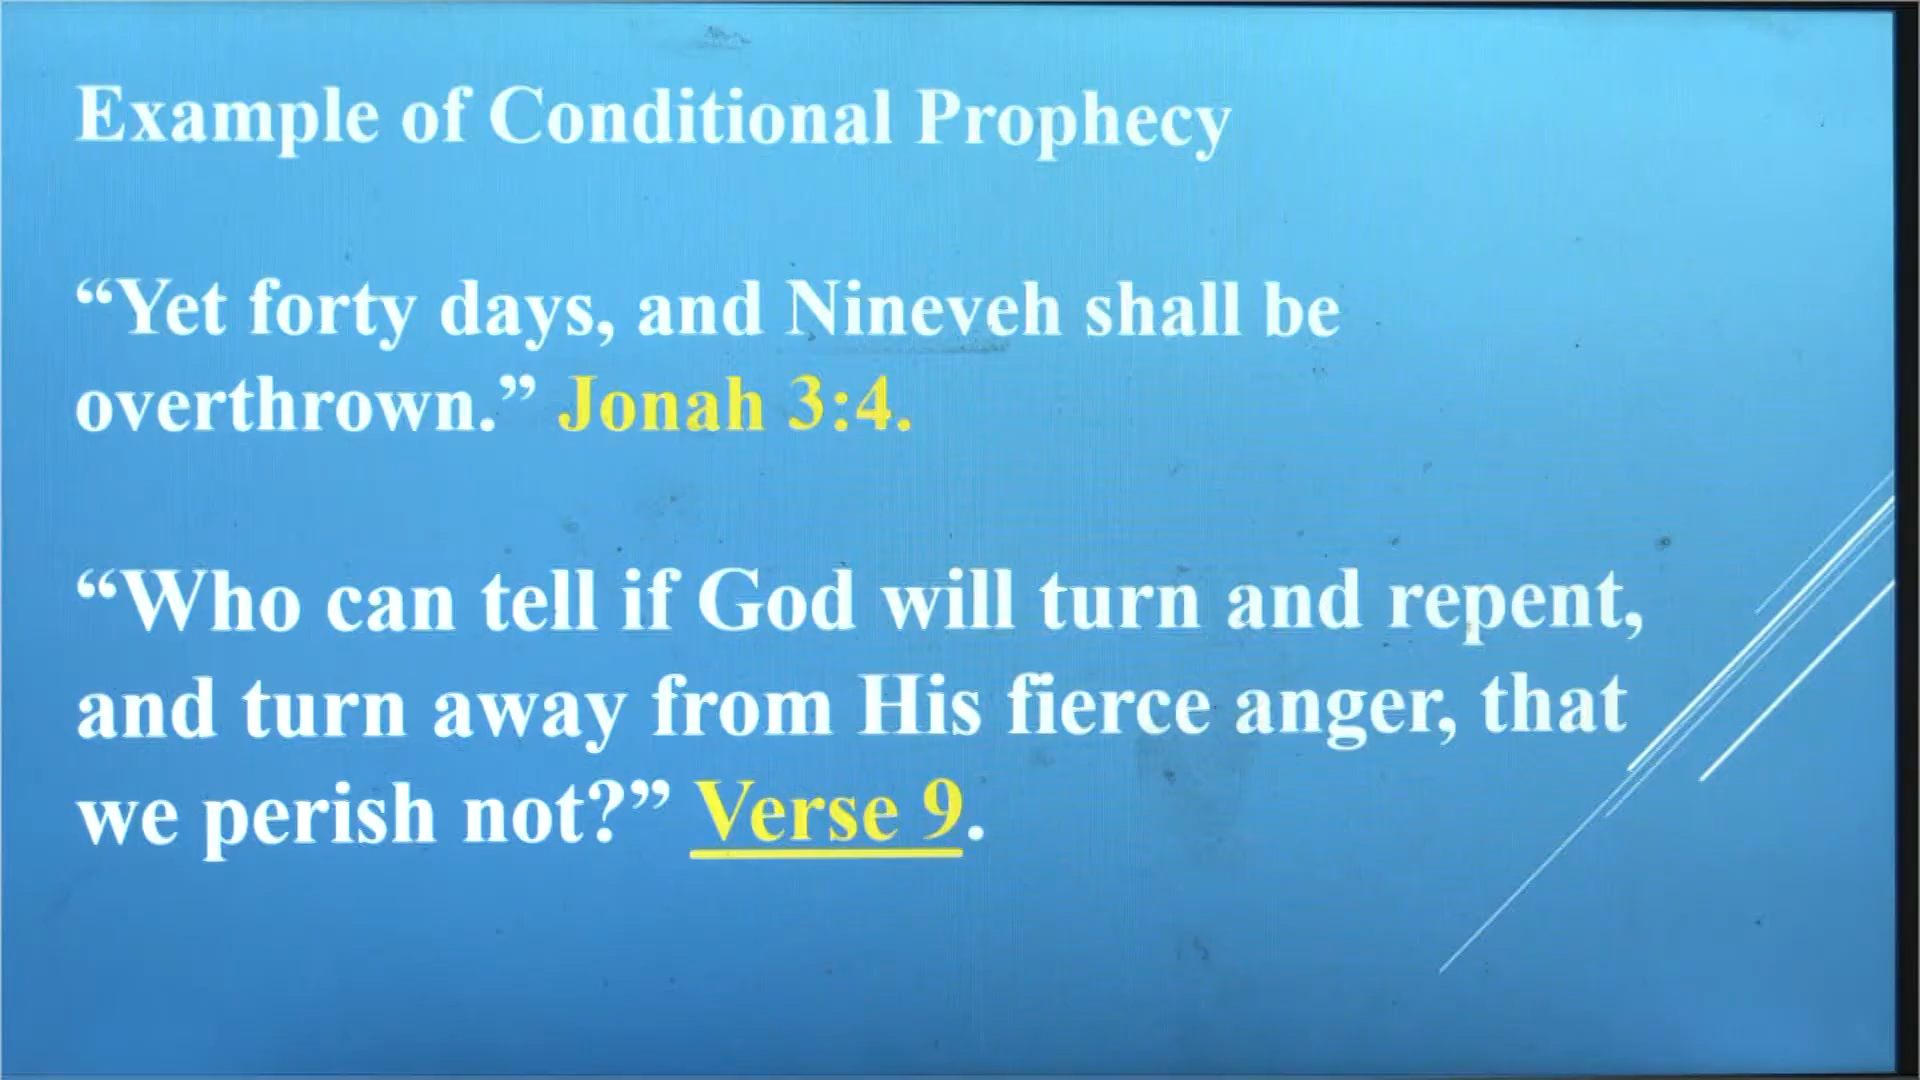 Example of Conditional Prophecy
“Yet forty days, and Nineveh shall be
overthrown.” Jonah 3:4.
“Who can tell if God will turn and repent,
and turn away from His fierce anger, that
we perish not?” Verse 9.